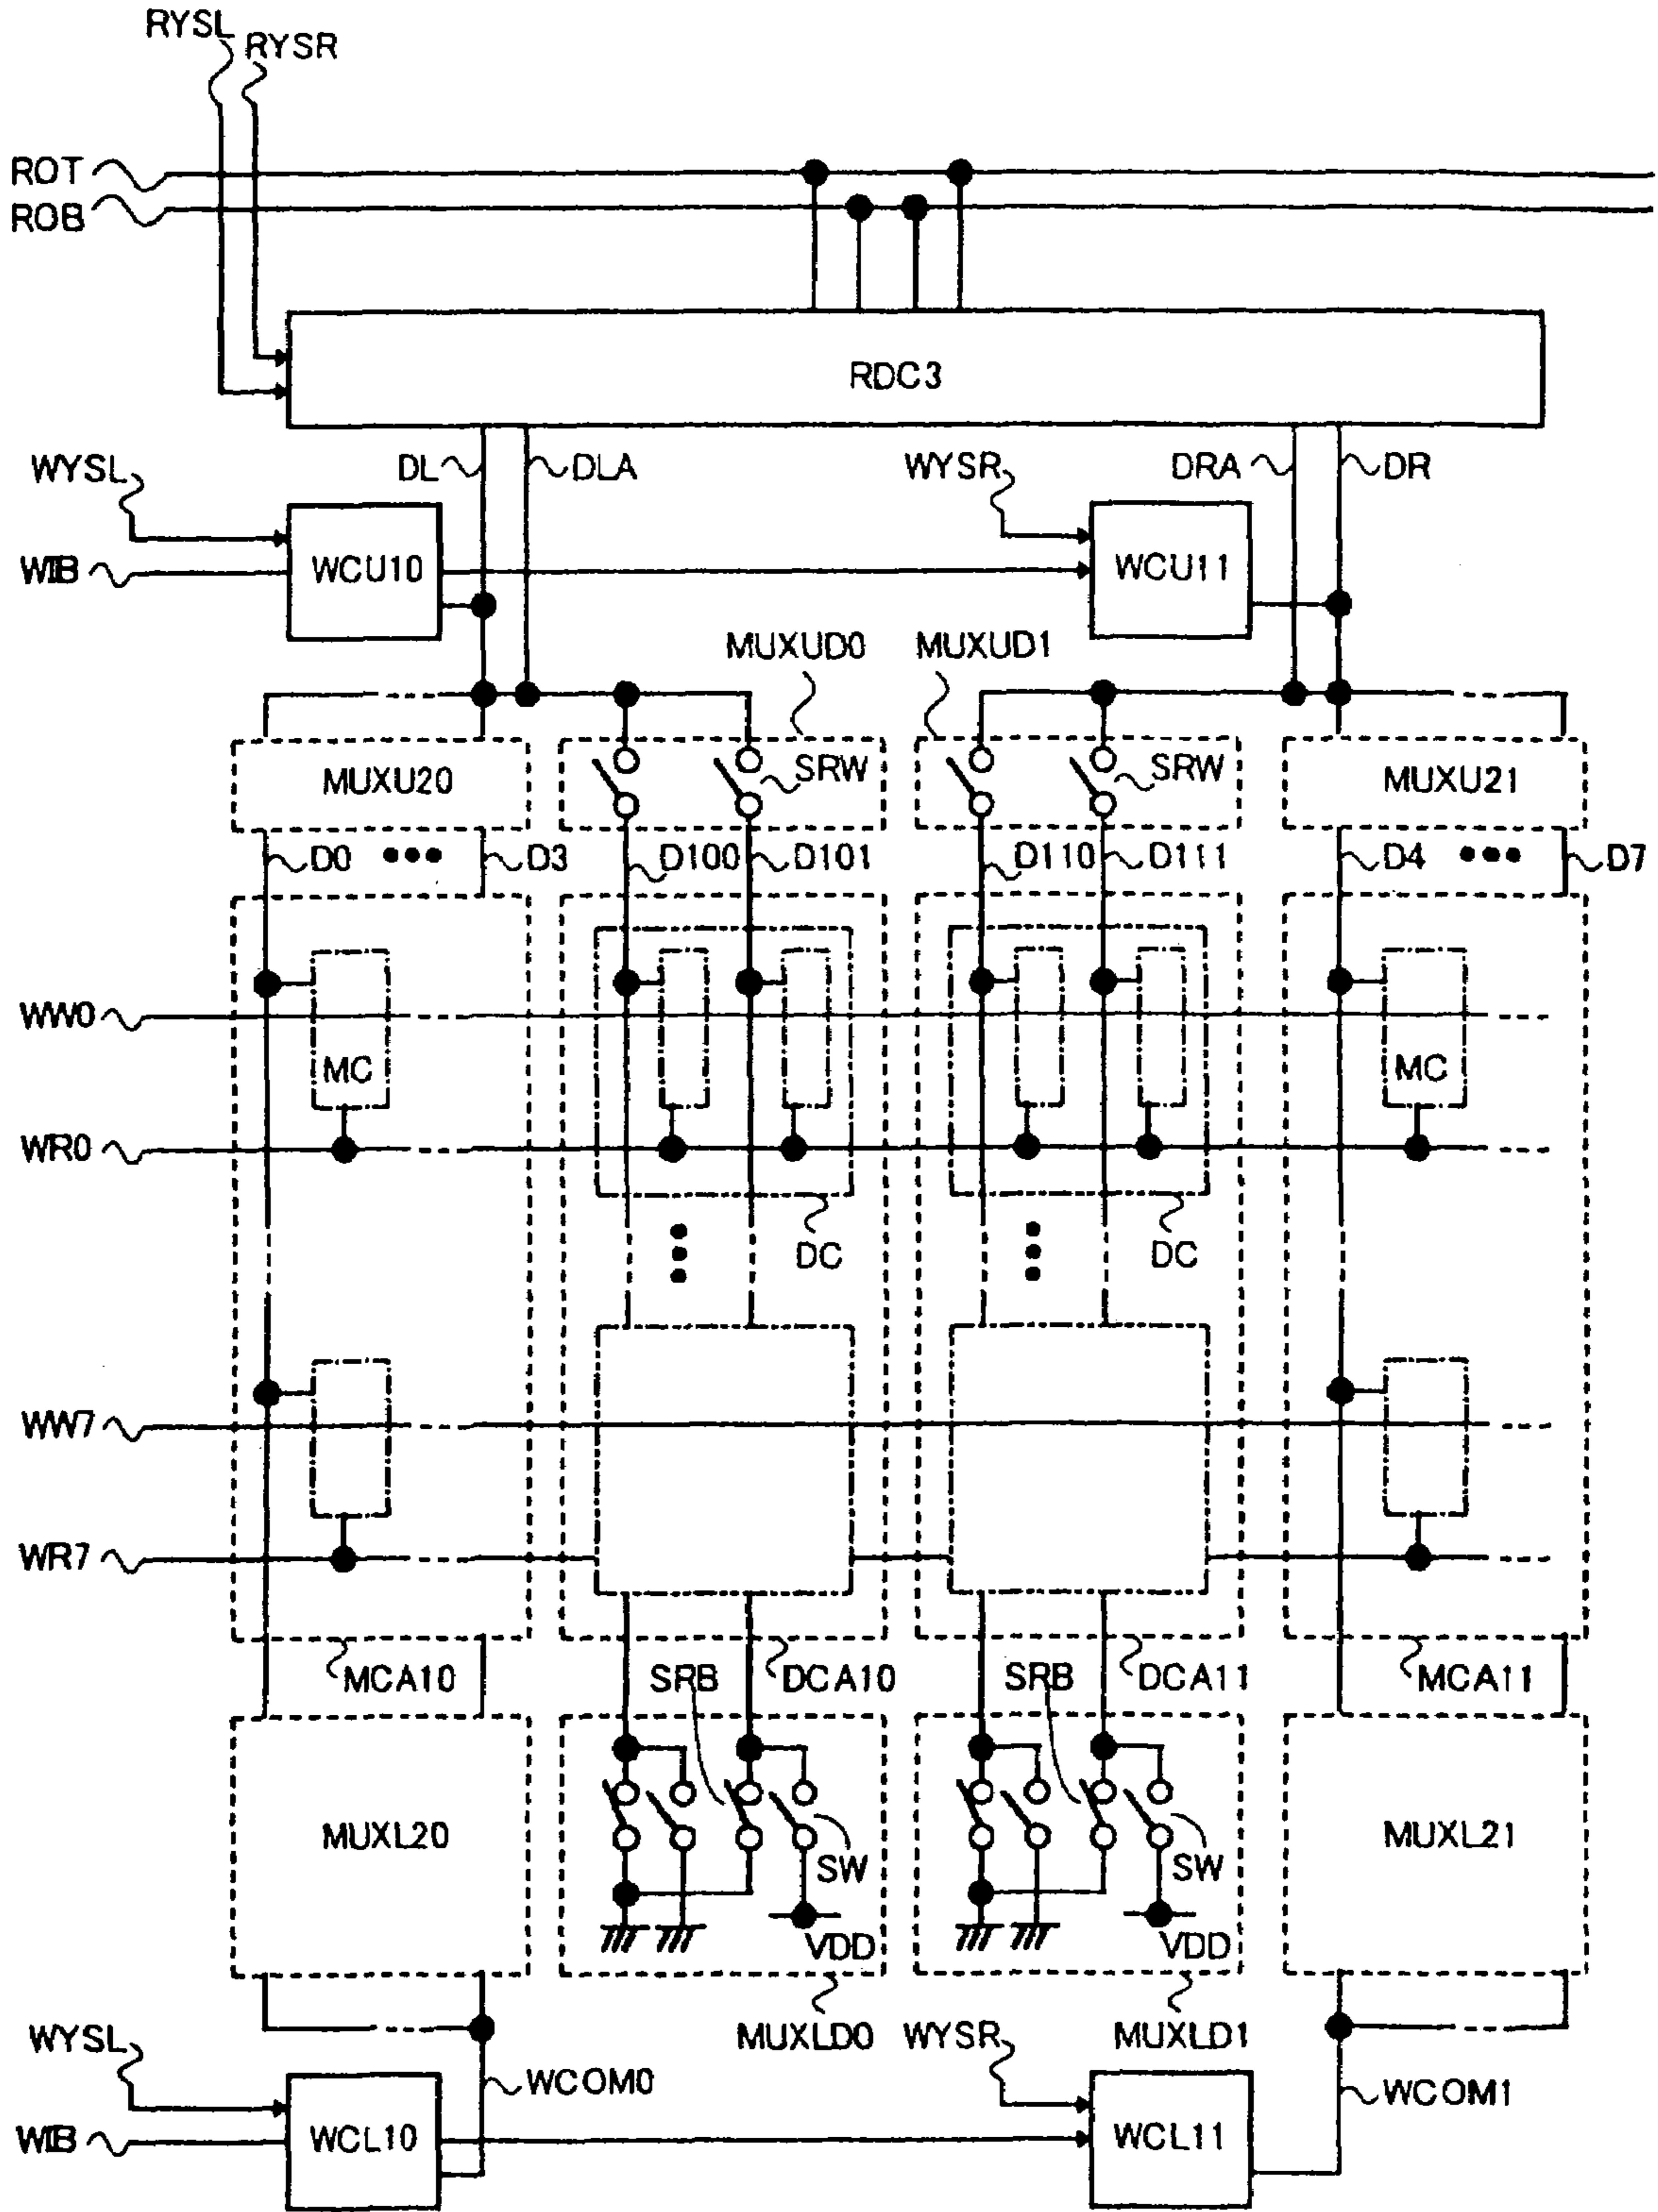 RYSL
RYSR
ROT
ROB
RDC3
DL DLA DRA DR
WYSL WYSR
WIB WCU10 WCU11
MUXUD0 MUXUD1
MUXU20 SRW SRW MUXU21
D0 ●●● D3 D100 D101 D110 D111 D4 ●●● D7
WW0
MC MC
WR0
DC DC
WW7
WR7
MCA10 SRB DCA10 SRB DCA11 MCA11
MUXL20 MUXL21
SW SW
VDD VDD
WYSL MUXLD0 WYSR MUXLD1
WCOM0 WCOM1
WIB WCL10 WCL11